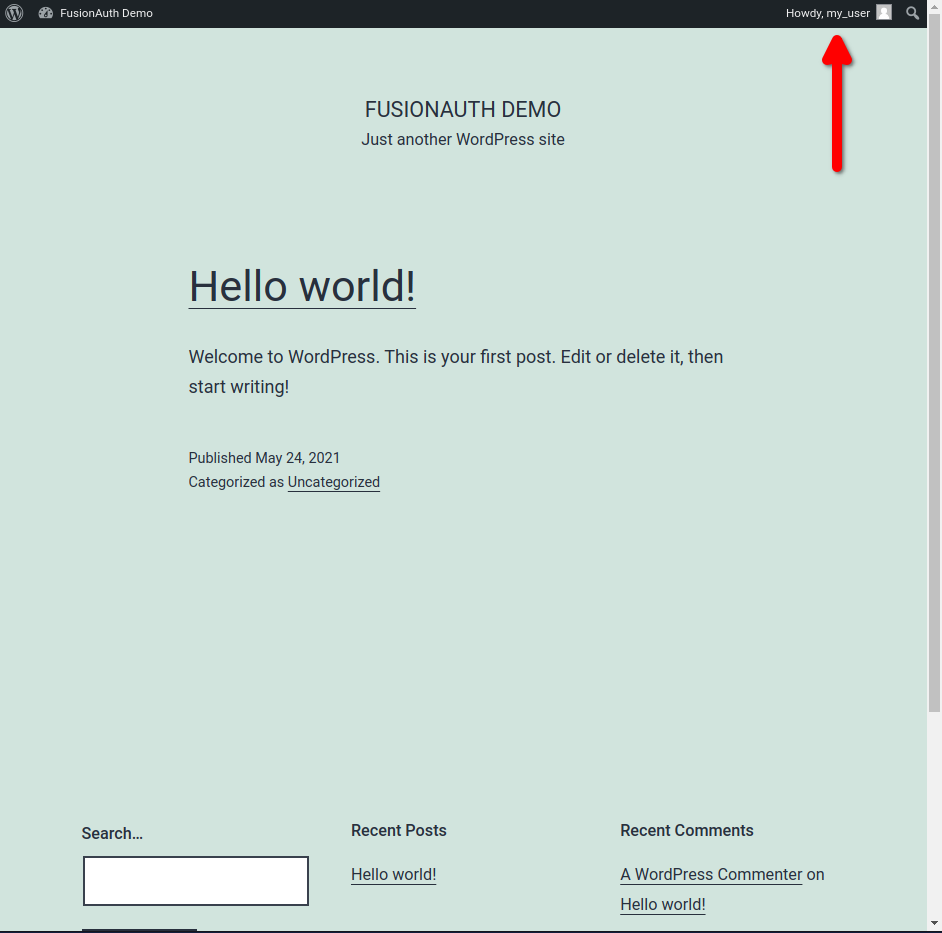 FusionAuth Demo
Howdy, my_user
FUSIONAUTH DEMO
Just another WordPress site
Hello world!
Welcome to WordPress. This is your first post. Edit or delete it, then
start writing!
Published May 24, 2021
Categorized as Uncategorized
Search…
Recent Posts
Hello world!
Recent Comments
A WordPress Commenter on
Hello world!